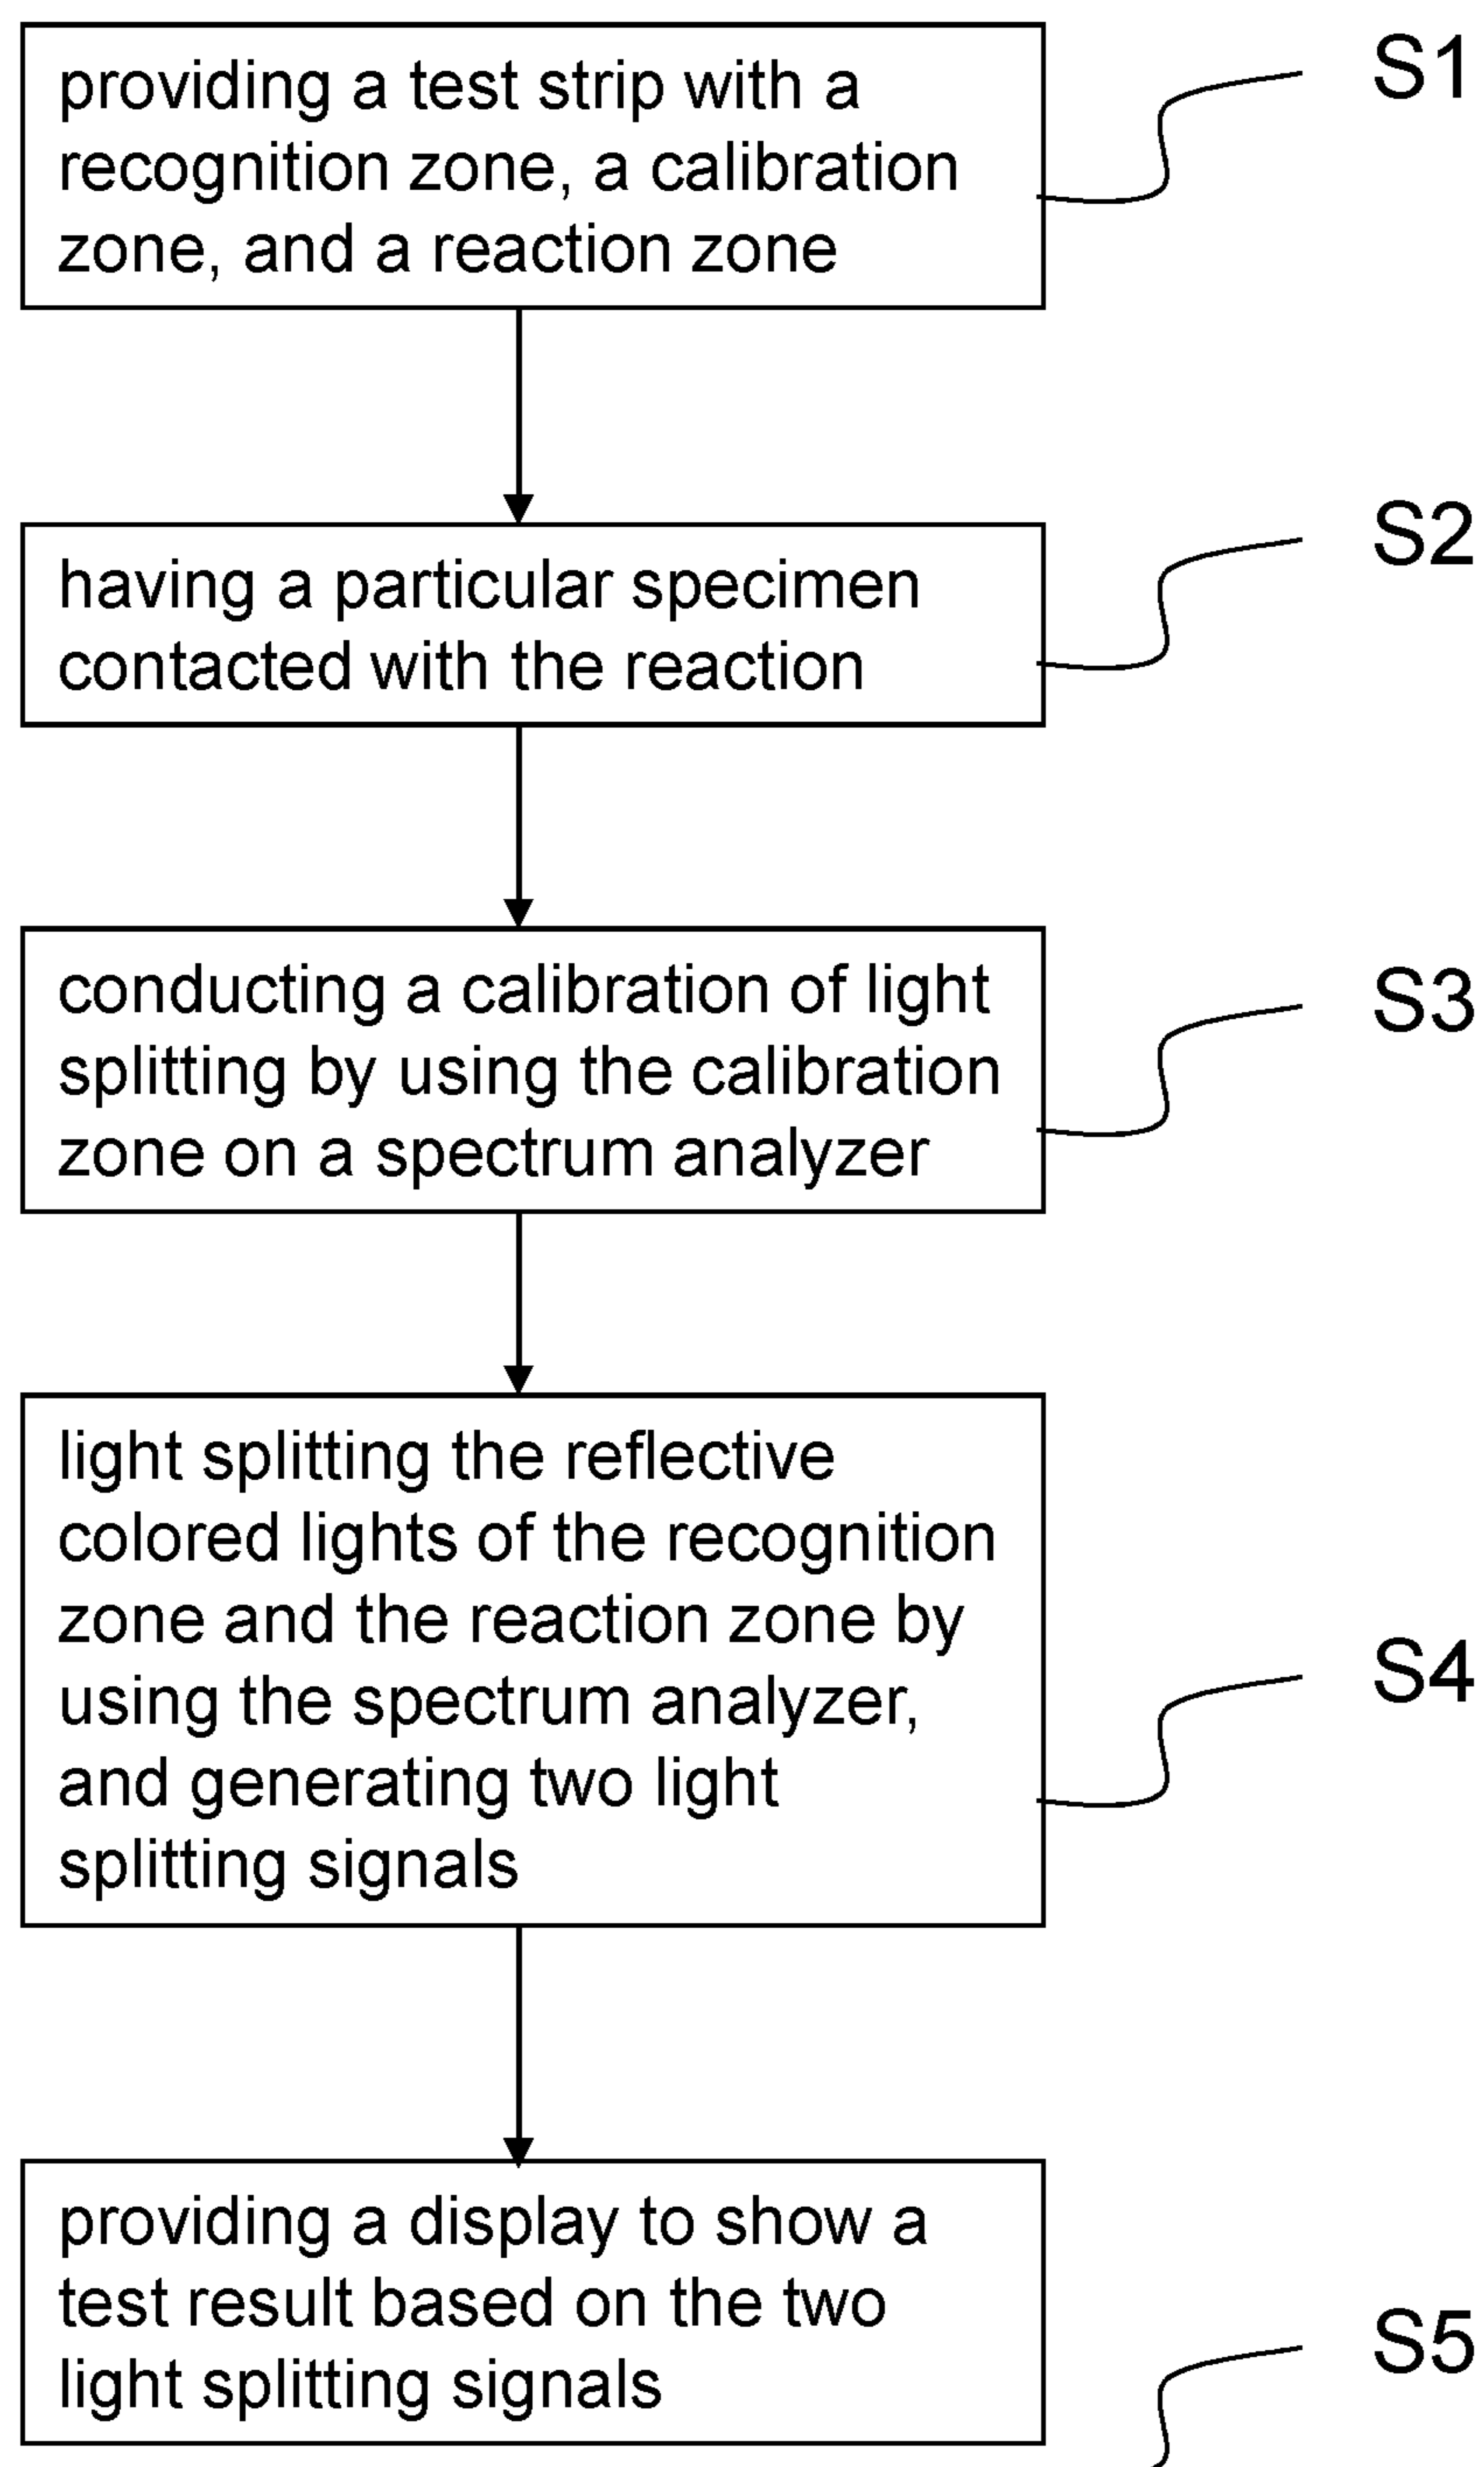 providing a test strip with a
recognition zone, a calibration
zone, and a reaction zone
S1
having a particular specimen
contacted with the reaction
S2
conducting a calibration of light
splitting by using the calibration
zone on a spectrum analyzer
S3
light splitting the reflective
colored lights of the recognition
zone and the reaction zone by
using the spectrum analyzer,
and generating two light
splitting signals
S4
providing a display to show a
test result based on the two
light splitting signals
S5